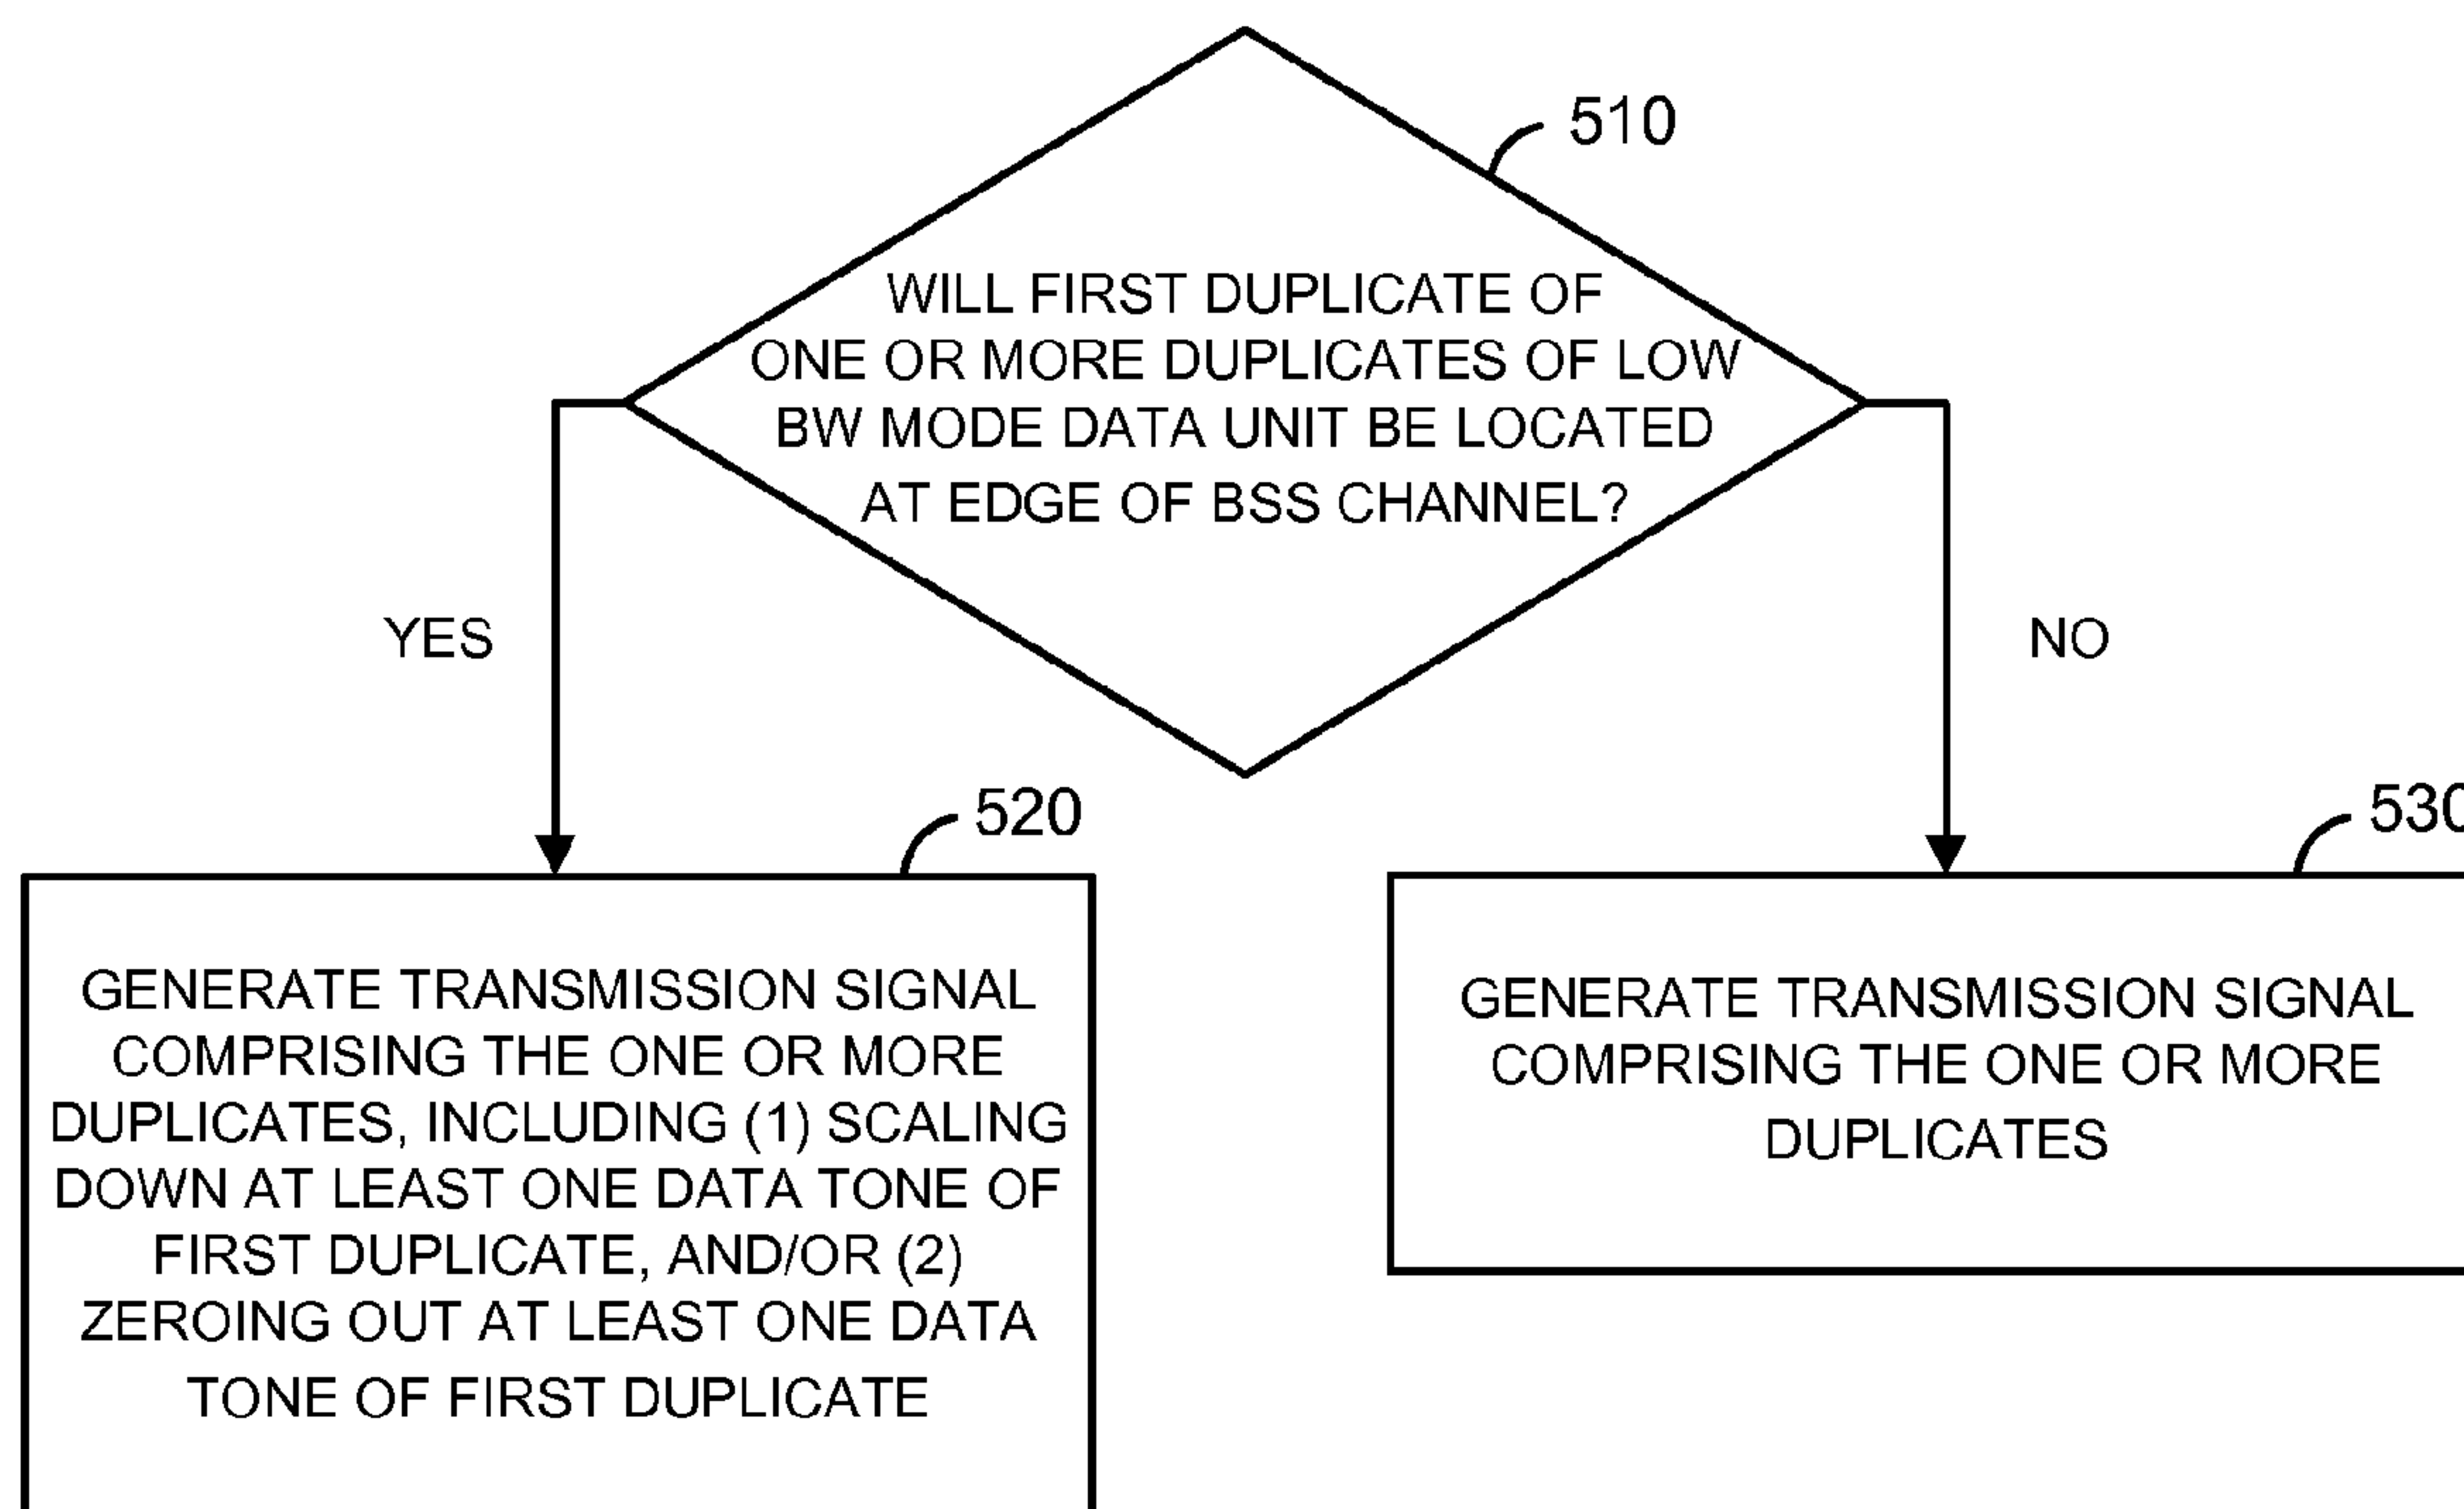 510
WILL FIRST DUPLICATE OF
ONE OR MORE DUPLICATES OF LOW
BW MODE DATA UNIT BE LOCATED
AT EDGE OF BSS CHANNEL?
YES
NO
520
530
GENERATE TRANSMISSION SIGNAL
COMPRISING THE ONE OR MORE
DUPLICATES, INCLUDING (1) SCALING
DOWN AT LEAST ONE DATA TONE OF
FIRST DUPLICATE, AND/OR (2)
ZEROING OUT AT LEAST ONE DATA
TONE OF FIRST DUPLICATE
GENERATE TRANSMISSION SIGNAL
COMPRISING THE ONE OR MORE
DUPLICATES